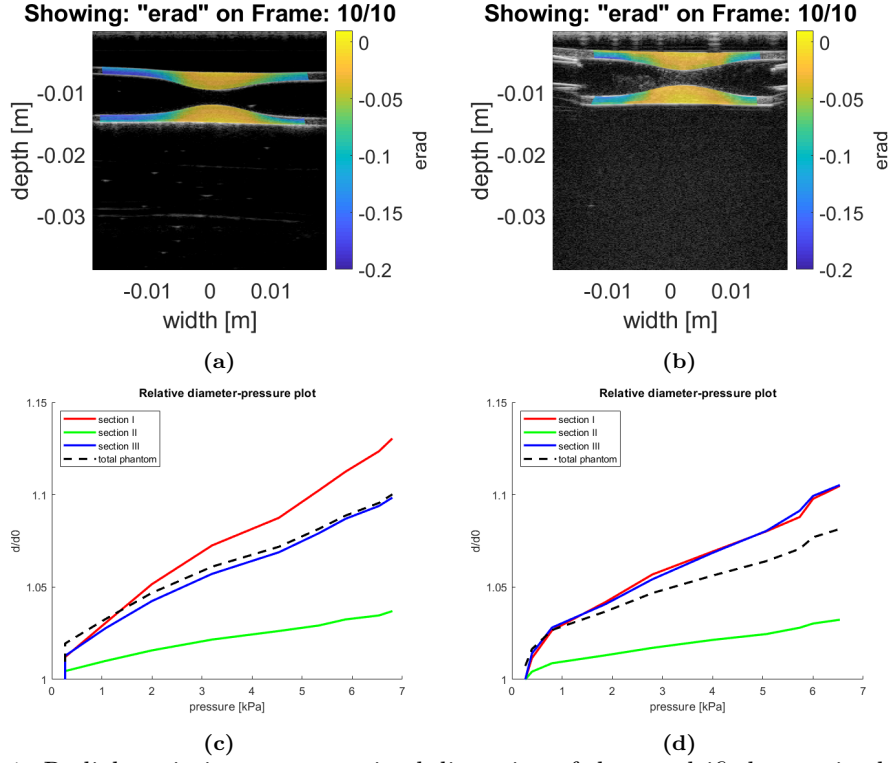 Showing: "erad" on Frame: 10/10
0
-0.05
-0.1
-0.15
-0.2
erad
-0.01
-0.02
-0.03
depth [m]
-0.01 0 0.01
width [m]
(a)
Showing: "erad" on Frame: 10/10
0
-0.05
-0.1
-0.15
-0.2
erad
-0.01
-0.02
-0.03
depth [m]
-0.01 0 0.01
width [m]
(b)
Relative diameter-pressure plot
section I
section II
section III
total phantom
1.15
1.1
1.05
1
d/d0
0 1 2 3 4 5 6 7
pressure [kPa]
(c)
Relative diameter-pressure plot
section I
section II
section III
total phantom
1.15
1.1
1.05
1
d/d0
0 1 2 3 4 5 6 7
pressure [kPa]
(d)